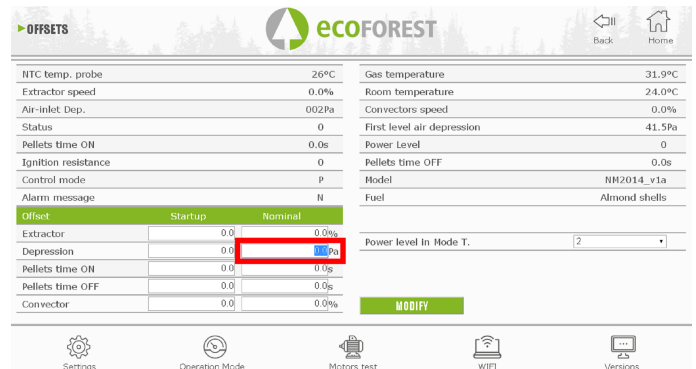 ►OFFSETS
ecoFOREST
Back
Home
NTC temp. probe 26ºC
Extractor speed 0.0%
Air-inlet Dep. 002Pa
Status 0
Pellets time ON 0.0s
Ignition resistance 0
Control mode P
Alarm message N
Gas temperature 31.9ºC
Room temperature 24.0ºC
Convectors speed 0.0%
First level air depression 41.5Pa
Power Level 0
Pellets time OFF 0.0s
Model NM2014_v1a
Fuel Almond shells
Offset Startup Nominal
Extractor 0.0 0.0%
Depression 0.0 0.0Pa
Pellets time ON 0.0 0.0s
Pellets time OFF 0.0 0.0s
Convector 0.0 0.0%
Power level in Mode T. 2
MODIFY
Settings
Operation Mode
Motors test
WIFI
Versions